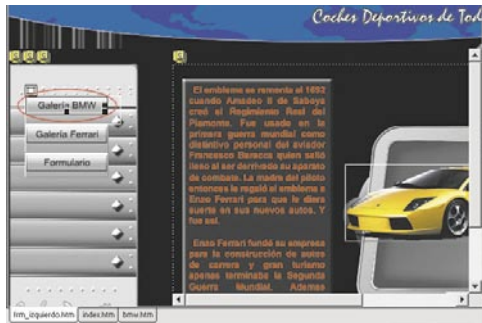 Coches Deportivos de Tod
Galería BMW
Galería Ferrari
Formulario
El emblema se remonta al 1692
cuando Amadeo II de Saboya
creó el Regimiento Real del
Piamonte. Fue usado en la
primera guerra mundial como
distintivo personal del aviador
Francesco Baracca quien salió
ileso al ser derribado su aparato
de combate. La madre del piloto
entonces le regaló el emblema a
Enzo Ferrari para que le diera
suerte en sus nuevos autos. Y
fue así.
Enzo Ferrari fundó su empresa
para la construcción de autos
de carrera y gran turismo
apenas terminaba la Segunda
Guerra Mundial. Ademas
frm_izquierdo.htm index.htm bmw.htm